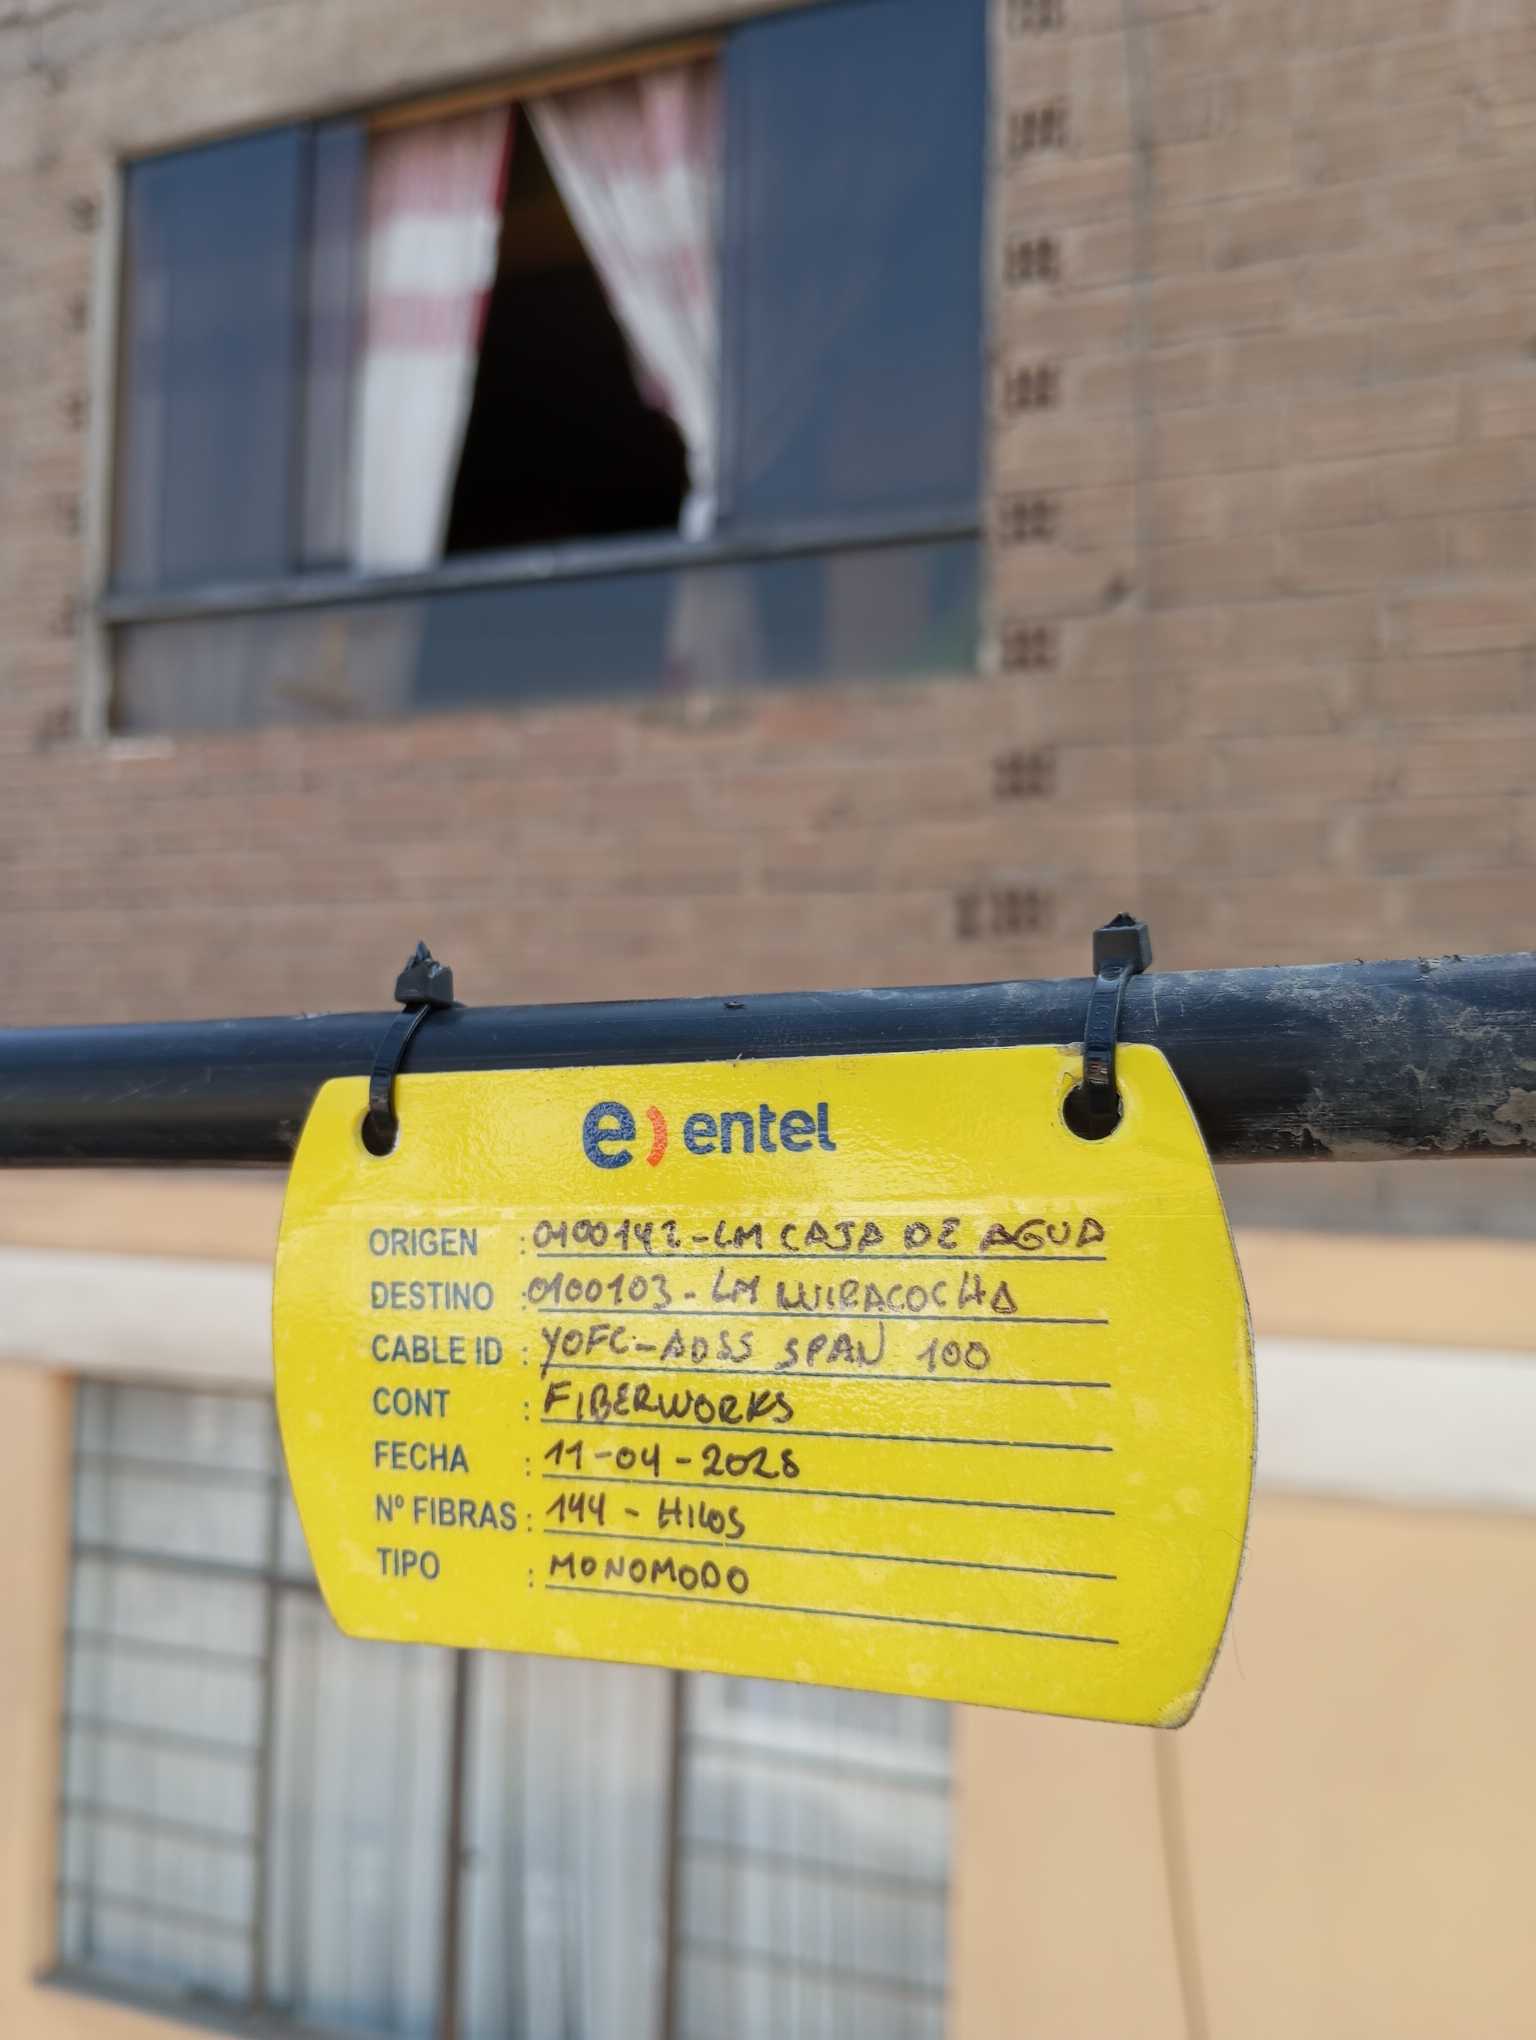 e) entel
ORIGEN : 0100142-LM CAJA DE AGUA
DESTINO : 0100103-LM WIRACOCHA
CABLE ID : YOFC-ADSS SPAN 100
CONT : FIBERWORKS
FECHA : 11-04-2025
Nº FIBRAS : 144 - HILOS
TIPO : MONOMODO